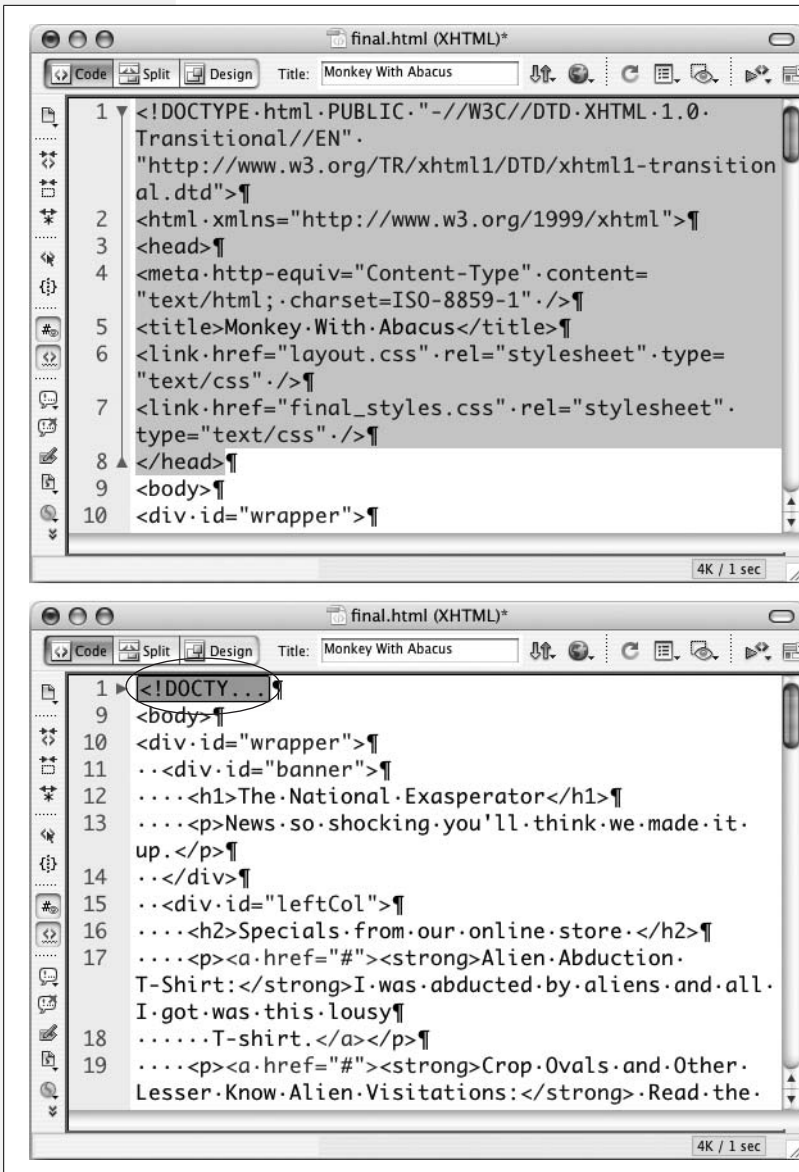 final.html (XHTML)*
Code Split Design Title: Monkey With Abacus
1 <!DOCTYPE·html·PUBLIC·"-//W3C//DTD·XHTML·1.0·
Transitional//EN"·
"http://www.w3.org/TR/xhtml1/DTD/xhtml1-transition
al.dtd">¶
2 <html·xmlns="http://www.w3.org/1999/xhtml">¶
3 <head>¶
4 <meta·http-equiv="Content-Type"·content=
"text/html;·charset=ISO-8859-1"·/>¶
5 <title>Monkey·With·Abacus</title>¶
6 <link·href="layout.css"·rel="stylesheet"·type=
"text/css"·/>¶
7 <link·href="final_styles.css"·rel="stylesheet"·
type="text/css"·/>¶
8 </head>¶
9 <body>¶
10 <div·id="wrapper">¶
4K / 1 sec
final.html (XHTML)*
Code Split Design Title: Monkey With Abacus
1 <!DOCTY...¶
9 <body>¶
10 <div·id="wrapper">¶
11 ··<div·id="banner">¶
12 ····<h1>The·National·Exasperator</h1>¶
13 ····<p>News·so·shocking·you'll·think·we·made·it·
up.</p>¶
14 ··</div>¶
15 ··<div·id="leftCol">¶
16 ····<h2>Specials·from·our·online·store·</h2>¶
17 ····<p><a·href="#"><strong>Alien·Abduction·
T-Shirt:</strong>I·was·abducted·by·aliens·and·all·
I·got·was·this·lousy¶
18 ······T-shirt.</a></p>¶
19 ····<p><a·href="#"><strong>Crop·Ovals·and·Other·
Lesser·Know·Alien·Visitations:</strong>·Read·the·
4K / 1 sec